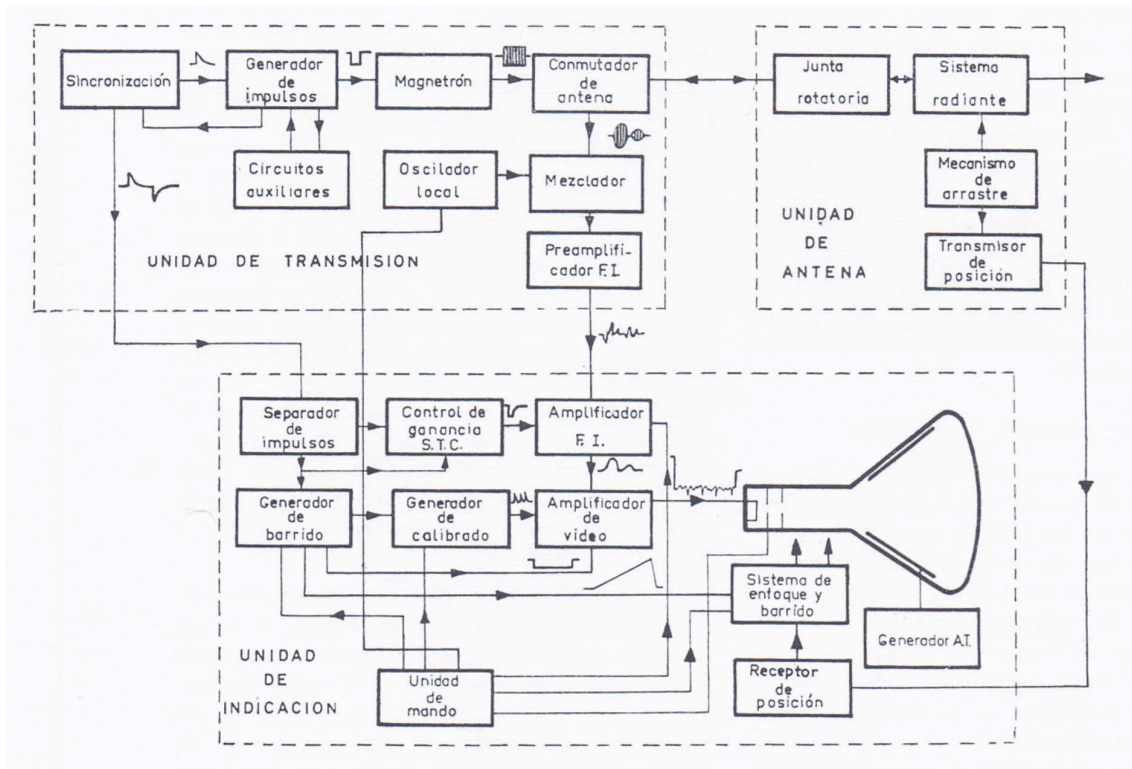 Sincronización
Generador
de
impulsos
Magnetrón
Conmutador
de
antena
Junta
rotatoria
Sistema
radiante
Círcuitos
auxiliares
Oscilador
local
Mezclador
Mecanismo
de
arrastre
UNIDAD
DE
ANTENA
Preamplifi-
cador F.I.
Transmisor
de
posición
UNIDAD DE TRANSMISION
Separador
de
impulsos
Control de
ganancia
S.T.C.
Amplificador
F. I.
Generador
de
barrido
Generador
de
calibrado
Amplificador
de
vídeo
Sistema de
enfoque y
barrido
Generador A.T.
UNIDAD
DE
INDICACION
Unidad
de
mando
Receptor
de
posición